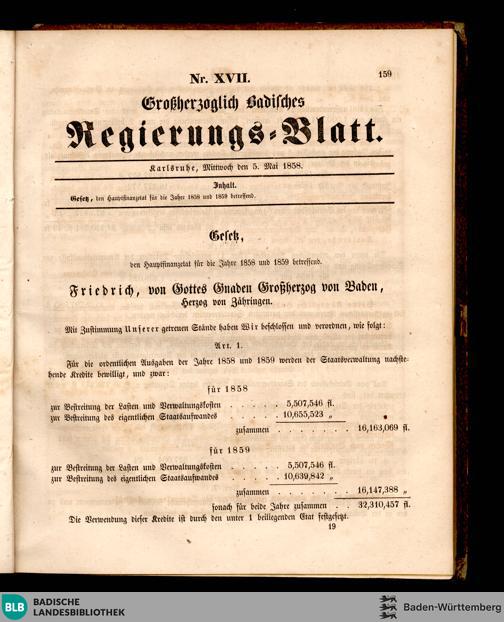 Nr. XVII. 159
Großherzoglich Badisches
Regierungs-Blatt.
Karlsruhe, Mittwoch den 5. Mai 1858.
Inhalt.
Gesetz, den Hauptfinanzetat für die Jahre 1858 und 1859 betreffend.
Gesetz,
den Hauptfinanzetat für die Jahre 1858 und 1859 betreffend.
Friedrich, von Gottes Gnaden Großherzog von Baden,
Herzog von Zähringen.
Mit Zustimmung Unserer getreuen Stände haben Wir beschlossen und verordnen, wie folgt:
Art. 1.
Für die ordentlichen Ausgaben der Jahre 1858 und 1859 werden der Staatsverwaltung nachste-
hende Kredite bewilligt, und zwar:
für 1858
zur Bestreitung der Lasten und Verwaltungskosten . . . . . 5,507,546 fl.
zur Bestreitung des eigentlichen Staatsaufwandes . . . . . 10,655,523 „
zusammen . . . . . . . 16,163,069 fl.
für 1859
zur Bestreitung der Lasten und Verwaltungskosten . . . . . 5,507,546 fl.
zur Bestreitung des eigentlichen Staatsaufwandes . . . . . 10,639,842 „
zusammen . . . . . . . 16,147,388 „
sonach für beide Jahre zusammen . . 32,310,457 fl.
Die Verwendung dieser Kredite ist durch den unter 1 beiliegenden Etat festgesetzt.
19
BLB BADISCHE
LANDESBIBLIOTHEK
Baden-Württemberg